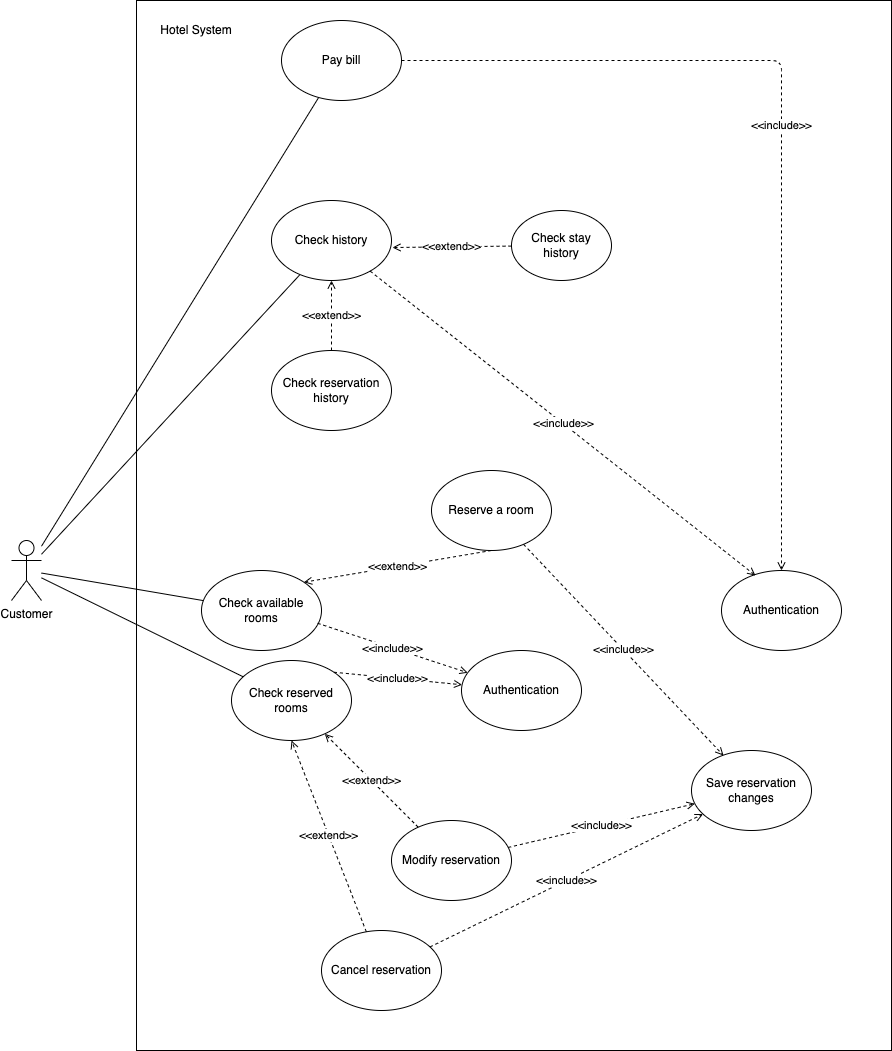 Hotel System
Pay bill
<<include>>
Check history
<<extend>>
Check stay
history
<<extend>>
Check reservation
history
<<include>>
Reserve a room
<<extend>>
Customer
Check available
rooms
Authentication
<<include>>
<<include>>
<<include>>
Check reserved
rooms
Authentication
<<extend>>
Save reservation
changes
<<include>>
<<extend>>
Modify reservation
<<include>>
Cancel reservation